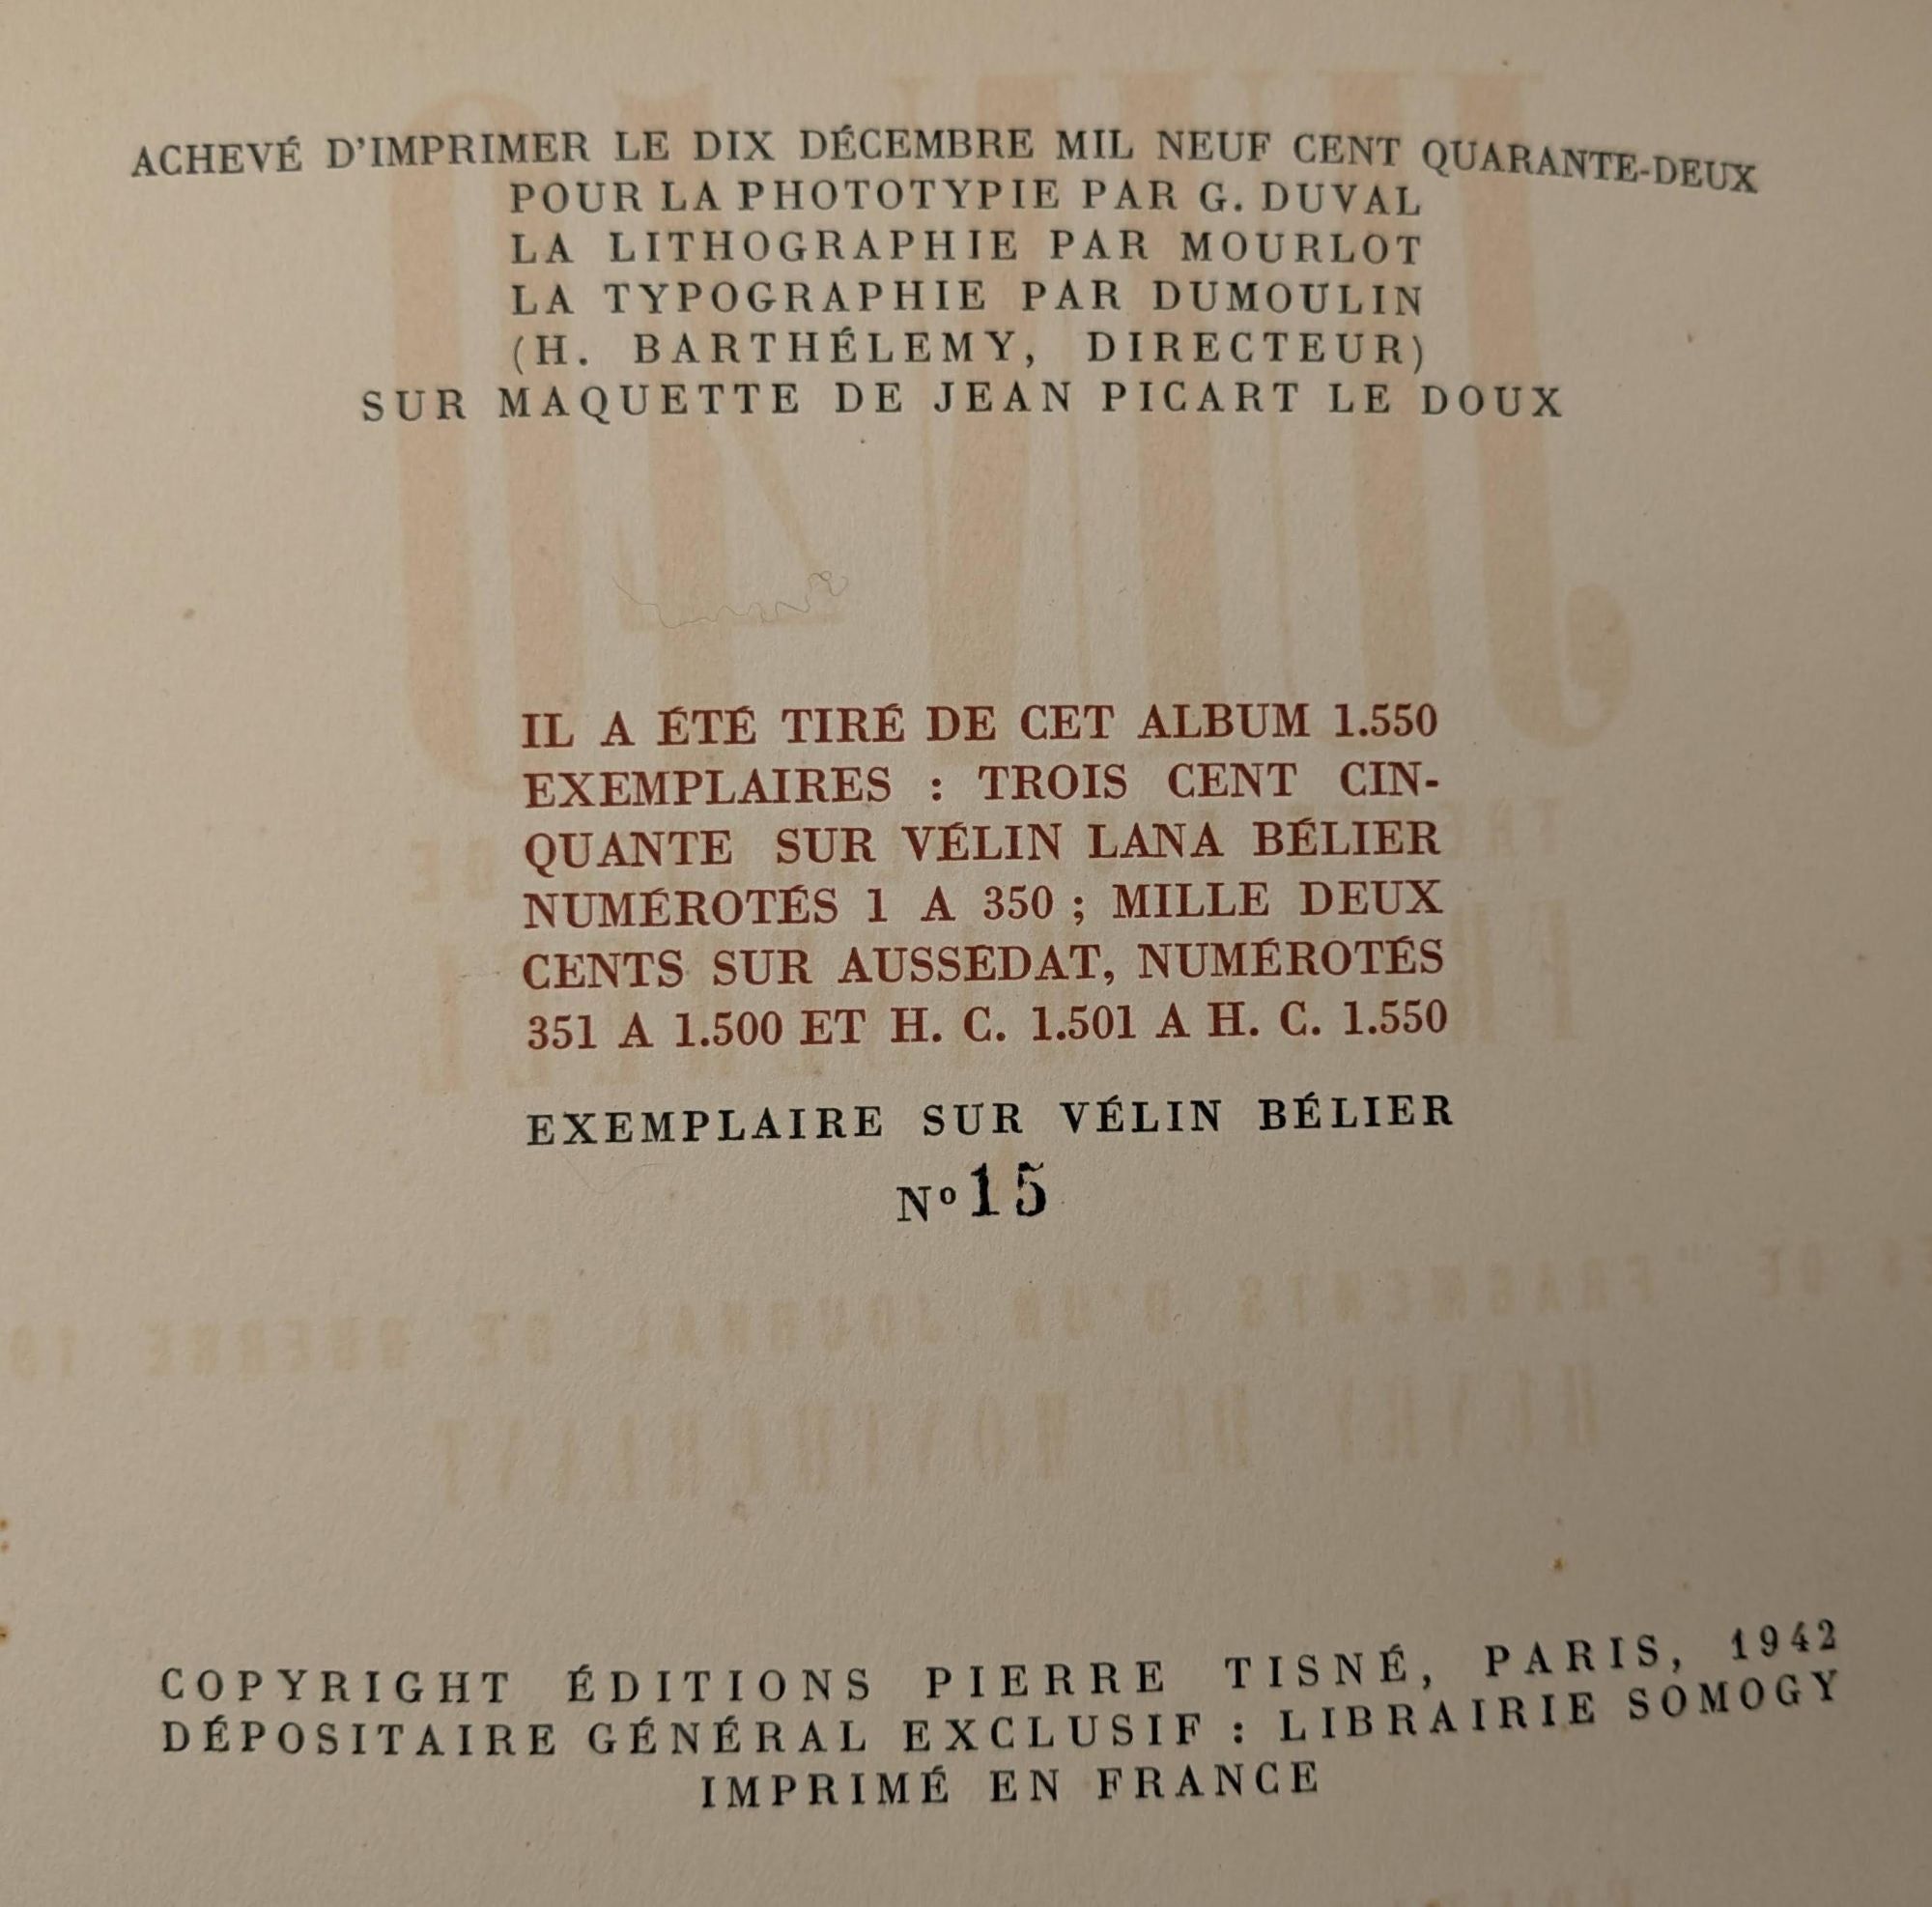 ACHEVÉ D'IMPRIMER LE DIX DÉCEMBRE MIL NEUF CENT QUARANTE-DEUX
POUR LA PHOTOTYPIE PAR G. DUVAL
LA LITHOGRAPHIE PAR MOURLOT
LA TYPOGRAPHIE PAR DUMOULIN
(H. BARTHÉLEMY, DIRECTEUR)
SUR MAQUETTE DE JEAN PICART LE DOUX
IL A ÉTÉ TIRÉ DE CET ALBUM 1.550
EXEMPLAIRES : TROIS CENT CIN-
QUANTE SUR VÉLIN LANA BÉLIER
NUMÉROTÉS 1 A 350 ; MILLE DEUX
CENTS SUR AUSSEDAT, NUMÉROTÉS
351 A 1.500 ET H. C. 1.501 A H. C. 1.550
EXEMPLAIRE SUR VÉLIN BÉLIER
Nº 15
COPYRIGHT ÉDITIONS PIERRE TISNÉ, PARIS, 1942
DÉPOSITAIRE GÉNÉRAL EXCLUSIF : LIBRAIRIE SOMOGY
IMPRIMÉ EN FRANCE